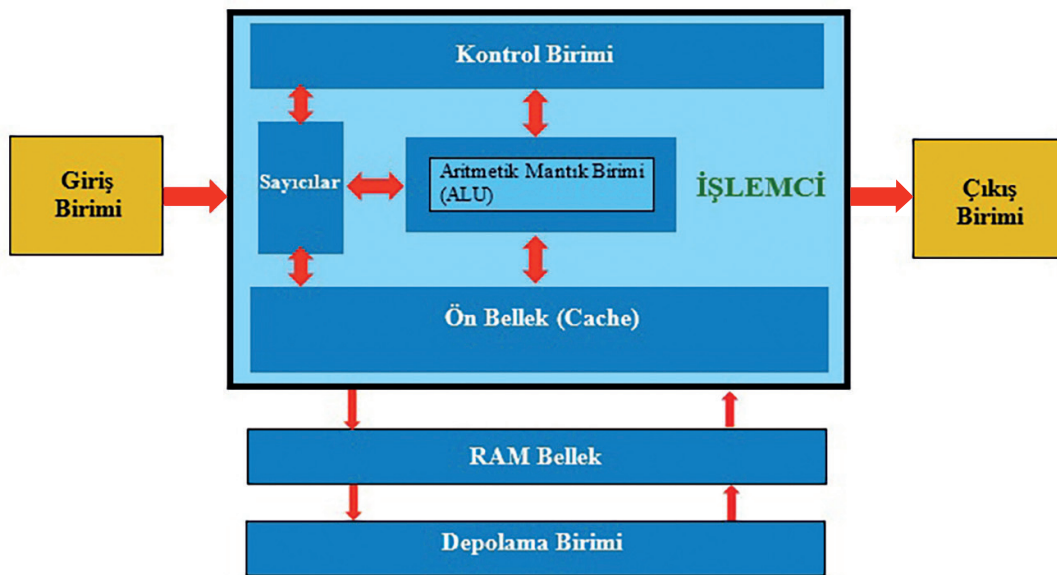 Kontrol Birimi
Giriş
Birimi
Sayıcılar
Aritmetik Mantık Birimi
(ALU)
İŞLEMCİ
Çıkış
Birimi
Ön Bellek (Cache)
RAM Bellek
Depolama Birimi